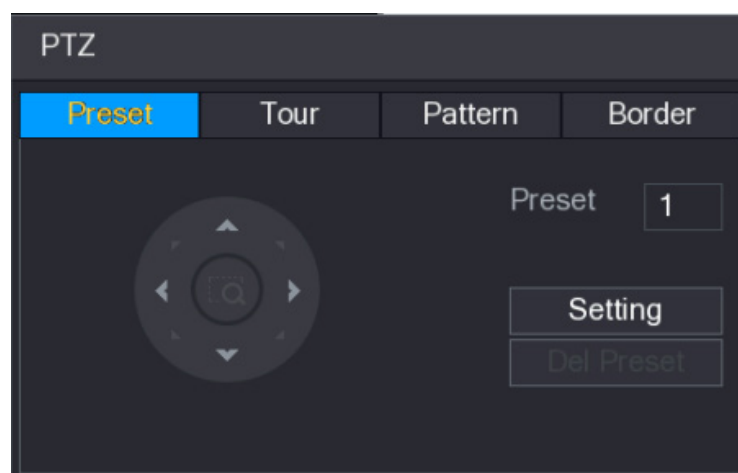 PTZ
Preset Tour Pattern Border
Preset 1
Setting
Del Preset